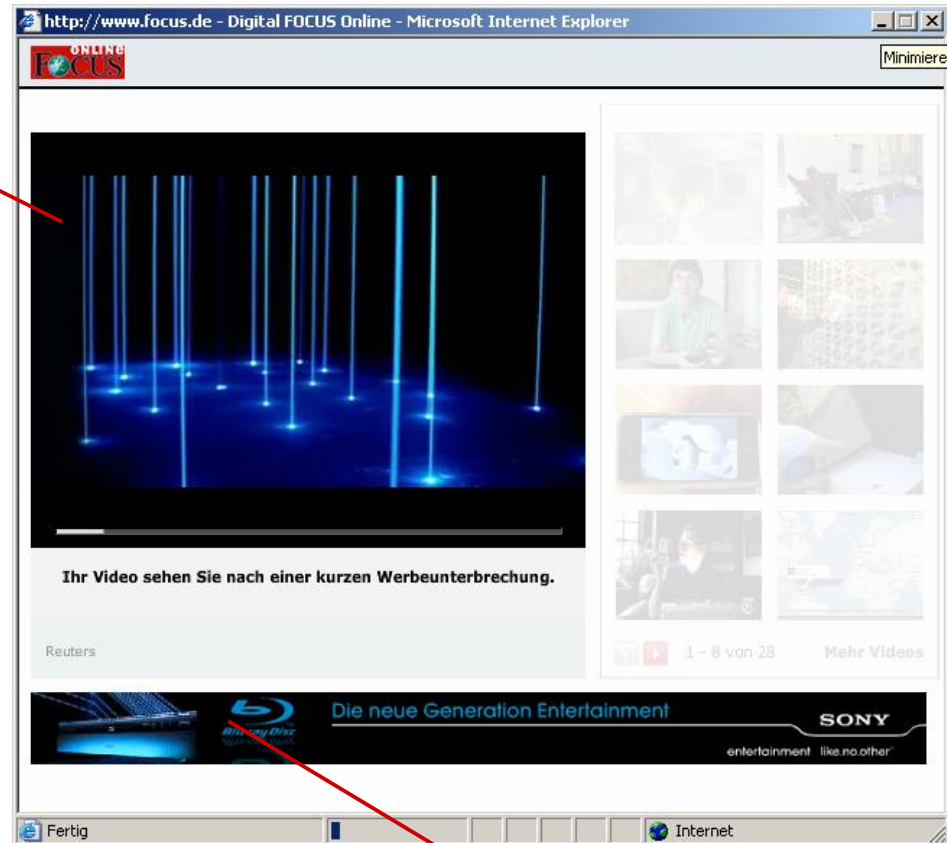 http://www.focus.de - Digital FOCUS Online - Microsoft Internet Explorer
Minimiere
ONLINE
FOCUS
Ihr Video sehen Sie nach einer kurzen Werbeunterbrechung.
Reuters
1 - 8 von 28
Mehr Videos
Blu-ray Disc
Die neue Generation Entertainment
SONY
entertainment like.no.other
Fertig
Internet